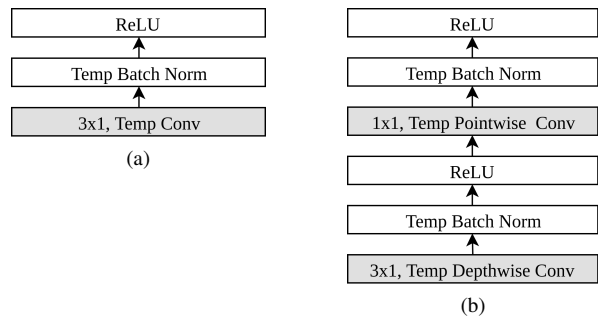 ReLU
Temp Batch Norm
3x1, Temp Conv
(a)
ReLU
Temp Batch Norm
1x1, Temp Pointwise Conv
ReLU
Temp Batch Norm
3x1, Temp Depthwise Conv
(b)